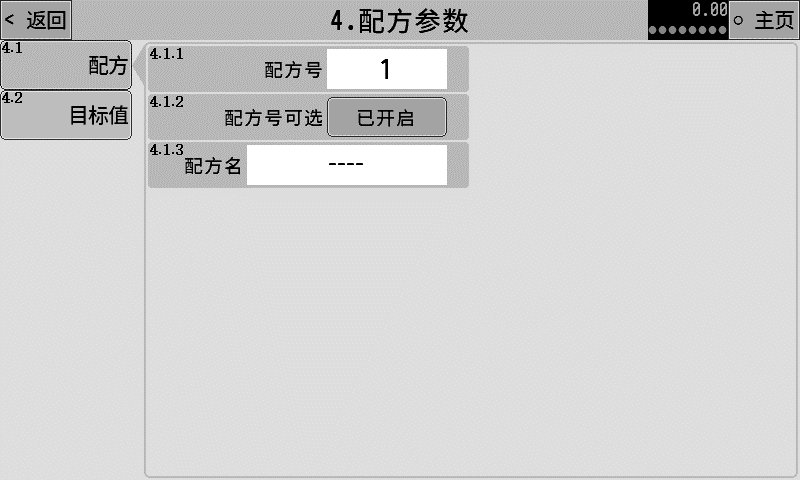 < 返回
4.配方参数
0.00
主页
4.1
配方
4.2
目标值
4.1.1
配方号
1
4.1.2
配方号可选
已开启
4.1.3
配方名
----